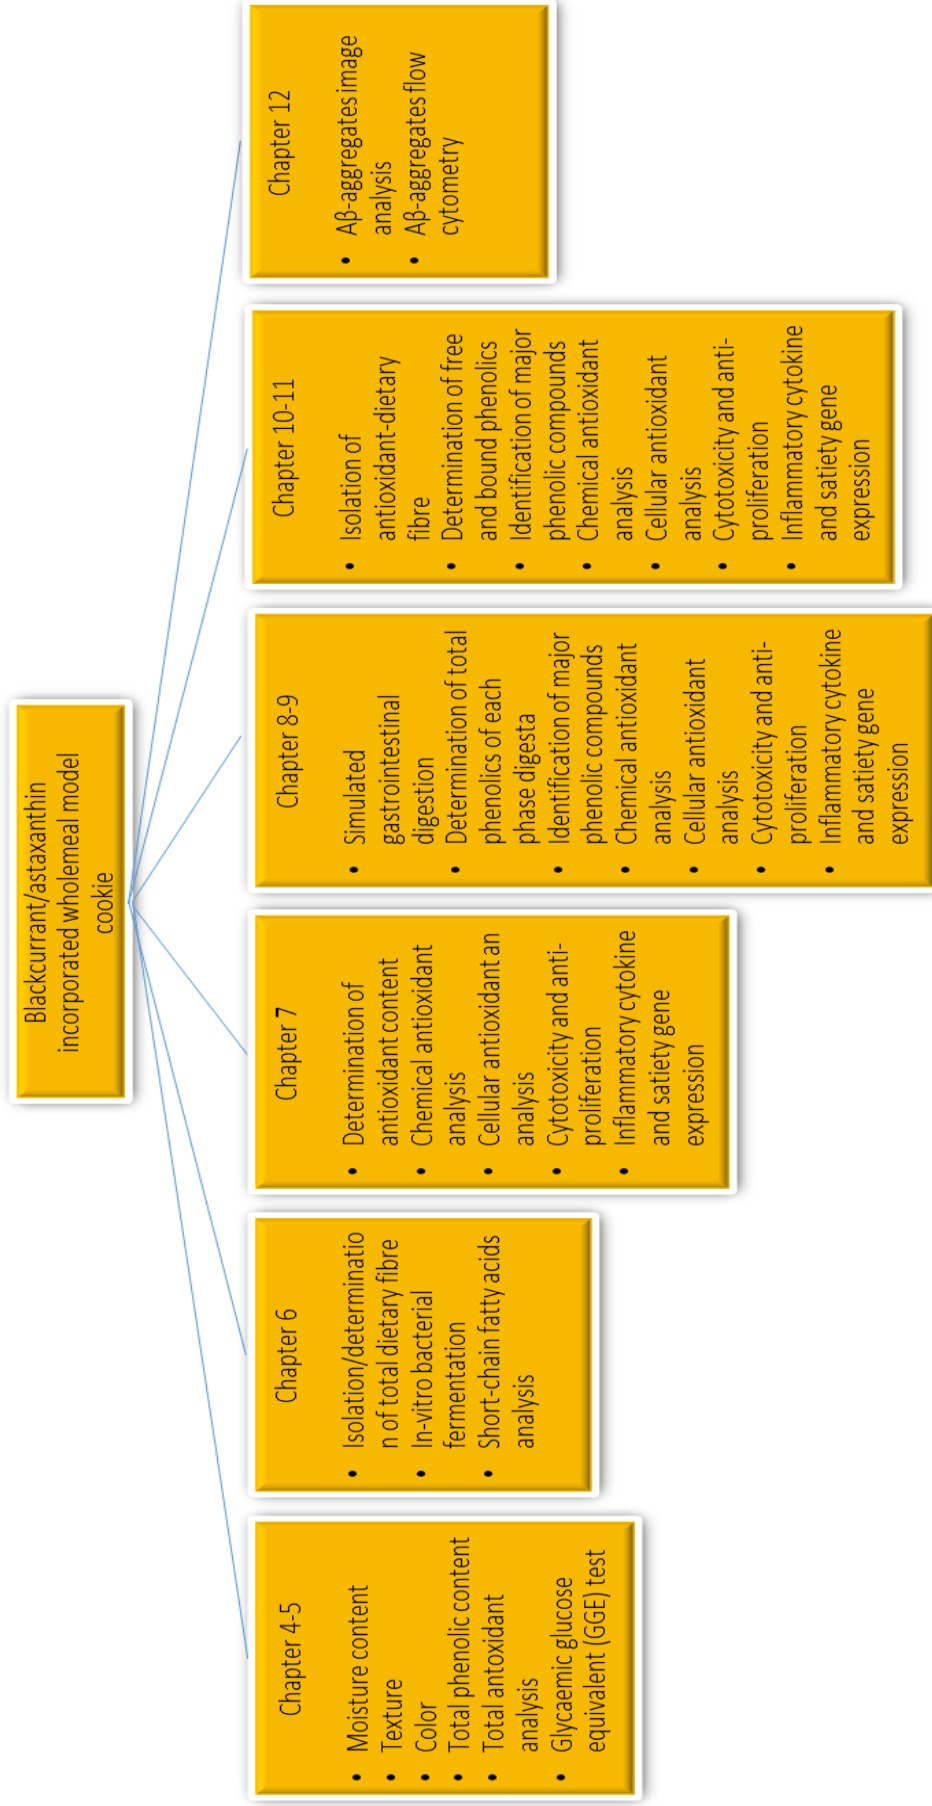 Blackcurrant/astaxanthin
incorporated wholemeal model
cookie
Chapter 4-5
• Moisture content
• Texture
• Color
• Total phenolic content
• Total antoxidant
analysis
• Glycaemic glucose
equivalent (GGE) test
Chapter 6
• Isolation/determinatio
n of total dietary fibre
• In-vitro bacterial
fermentation
• Short-chain fatty acids
analysis
Chapter 7
• Determination of
antioxidant content
• Chemical antioxidant
analysis
• Cellular antioxidant an
analysis
• Cytotoxicity and anti-
proliferation
• Inflammatory cytokine
and satiety gene
expression
Chapter 8-9
• Simulated
gastrointestinal
digestion
• Determination of total
phenolics of each
phase digesta
• Identification of major
phenolic compounds
• Chemical antioxidant
analysis
• Cellular antioxidant
analysis
• Cytotoxicity and anti-
proliferation
• Inflammatory cytokine
and satiety gene
expression
Chapter 10-11
• Isolation of
antioxidant-dietary
fibre
• Determination of free
and bound phenolics
• Identification of major
phenolic compounds
• Chemical antioxidant
analysis
• Cellular antioxidant
analysis
• Cytotoxicity and anti-
proliferation
• Inflammatory cytokine
and satiety gene
expression
Chapter 12
• Aβ-aggregates image
analysis
• Aβ-aggregates flow
cytometry